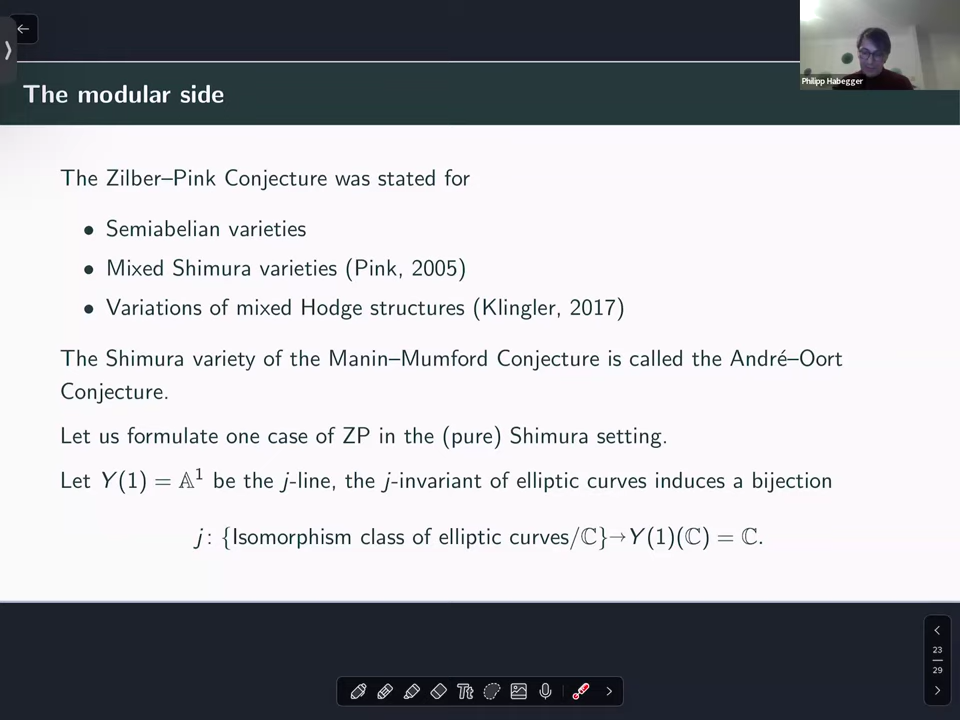 Philipp Habegger
The modular side
The Zilber–Pink Conjecture was stated for
• Semiabelian varieties
• Mixed Shimura varieties (Pink, 2005)
• Variations of mixed Hodge structures (Klingler, 2017)
The Shimura variety of the Manin–Mumford Conjecture is called the André–Oort
Conjecture.
Let us formulate one case of ZP in the (pure) Shimura setting.
Let Y(1) = 𝔸¹ be the j-line, the j-invariant of elliptic curves induces a bijection
j: {Isomorphism class of elliptic curves/ℂ}→Y(1)(ℂ) = ℂ.
23
29
Tt